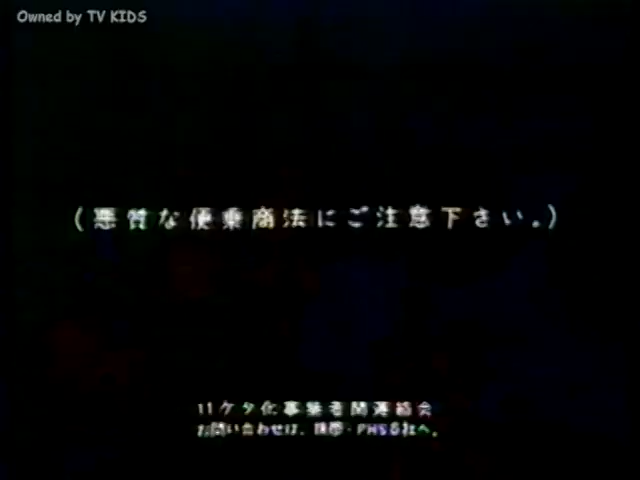 Owned by TV KIDS
(悪質な便乗商法にご注意下さい。)
11ケタ化事業者関連絡会
お問い合わせは、携帯・PHS各社へ。